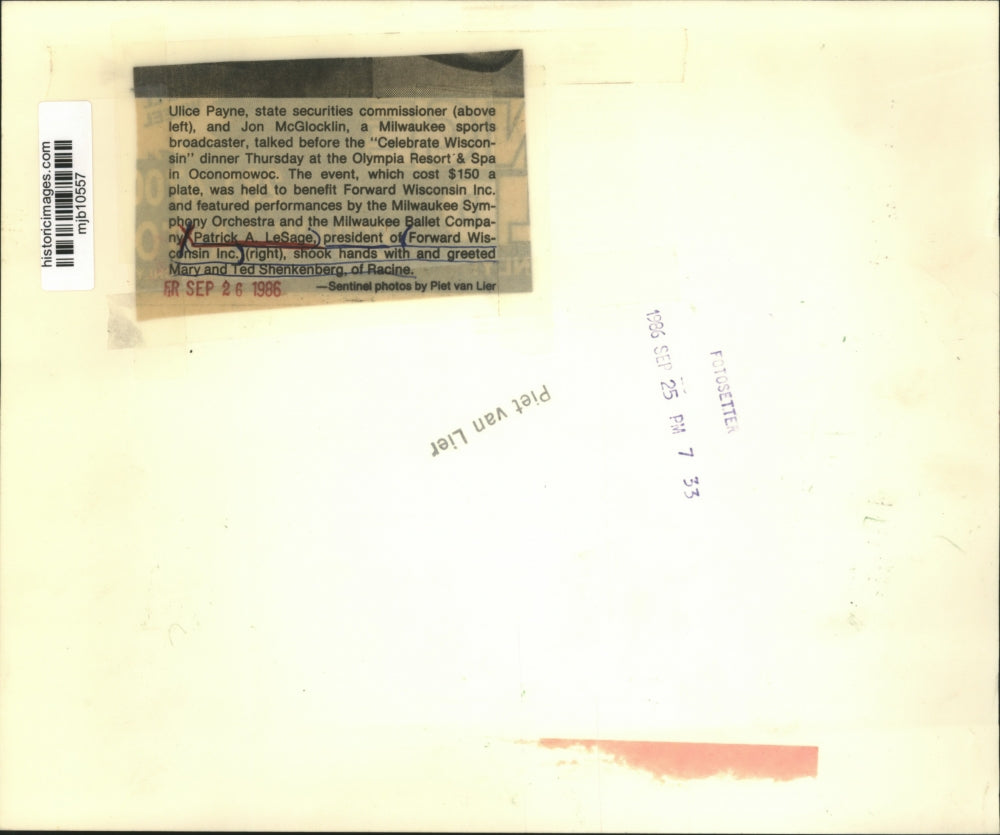 historicimages.com
mjb10557
Ulice Payne, state securities commissioner (above
left), and Jon McGlocklin, a Milwaukee sports
broadcaster, talked before the "Celebrate Wiscon-
sin" dinner Thursday at the Olympia Resort & Spa
in Oconomowoc. The event, which cost $150 a
plate, was held to benefit Forward Wisconsin Inc.
and featured performances by the Milwaukee Sym-
phony Orchestra and the Milwaukee Ballet Compa-
ny. Patrick A. LeSage, president of Forward Wis-
consin Inc. (right), shook hands with and greeted
Mary and Ted Shenkenberg, of Racine.
—Sentinel photos by Piet van Lier
FR SEP 26 1986
Piet van Lier
FOTOSETTER
1986 SEP 25 PM 7 33